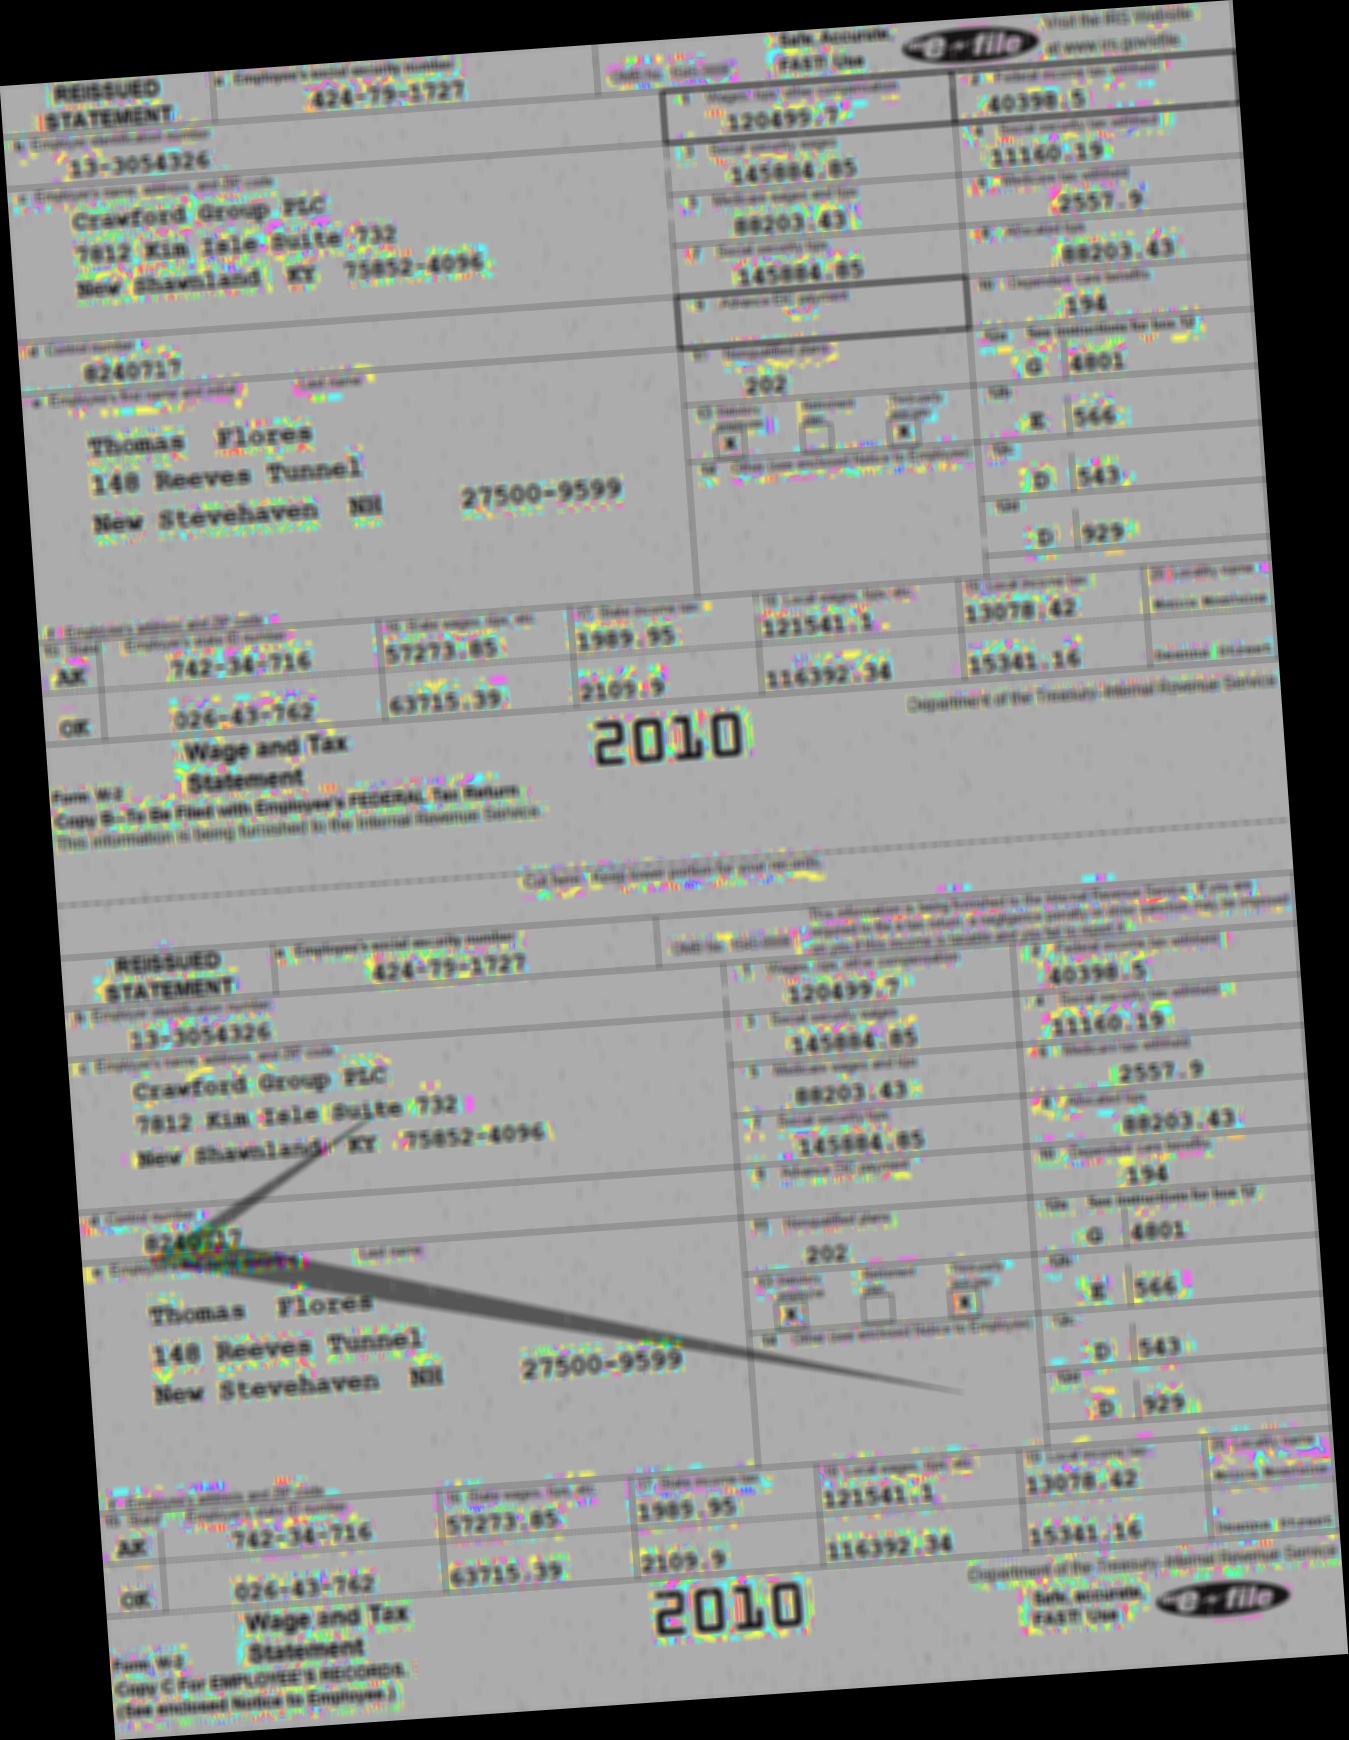 Safe, Accurate, FAST! Use e-file Visit the IRS Website at www.irs.gov/efile
REISSUED STATEMENT
a Employee's social security number
424-79-1727
OMB No.
1 Wages, tips, other compensation
120499.7
2 Federal income tax withheld
40398.5
b Employer identification number
13-3054326
3 Social security wages
145884.85
4 Social security tax withheld
11160.19
c Employer's name, address, and ZIP code
Crawford Group PLC
7812 Kim Isle Suite 732
New Shawnland KY 75852-4096
5 Medicare wages and tips
88203.43
6 Medicare tax withheld
2557.9
7 Social security tips
145884.85
8 Allocated tips
88203.43
9 Advance EIC payment
10 Dependent care benefits
194
d Control number
8240717
11 Nonqualified plans
202
12a See instructions for box 12
G 4801
e Employee's first name and initial Last name
Thomas Flores
148 Reeves Tunnel
New Stevehaven NH 27500-9599
13 Statutory employee Retirement plan Third-party sick pay
X X
12b
E 566
14 Other (see enclosed Notice to Employee)
12c
D 543
12d
D 929
f Employee's address and ZIP code
15 State Employer's state ID number 16 State wages, tips, etc. 17 State income tax 18 Local wages, tips, etc. 19 Local income tax 20 Locality name
AK 742-34-716 57273.85 1989.95 121541.1 13078.42
OK 026-43-762 63715.39 2109.9 116392.34 15341.16
Wage and Tax
Statement
2010
Department of the Treasury-Internal Revenue Service
Form W-2
Copy B--To Be Filed with Employee's FEDERAL Tax Return
This information is being furnished to the Internal Revenue Service.
Cut here. Keep lower portion for your records.
This information is being furnished to the Internal Revenue Service. If you are
required to file a tax return, a negligence penalty or other sanction may be imposed
on you if this income is taxable and you fail to report it.
REISSUED STATEMENT
a Employee's social security number
424-79-1727
OMB No.
1 Wages, tips, other compensation
120499.7
2 Federal income tax withheld
40398.5
b Employer identification number
13-3054326
3 Social security wages
145884.85
4 Social security tax withheld
11160.19
c Employer's name, address, and ZIP code
Crawford Group PLC
7812 Kim Isle Suite 732
New Shawnland KY 75852-4096
5 Medicare wages and tips
88203.43
6 Medicare tax withheld
2557.9
7 Social security tips
145884.85
8 Allocated tips
88203.43
9 Advance EIC payment
10 Dependent care benefits
194
d Control number
8240717
11 Nonqualified plans
202
12a See instructions for box 12
G 4801
Last name
Thomas Flores
148 Reeves Tunnel
New Stevehaven NH 27500-9599
13 Statutory employee Retirement plan Third-party sick pay
X X
12b
E 566
14 Other (see enclosed Notice to Employee)
12c
D 543
12d
D 929
f Employee's address and ZIP code
15 State Employer's state ID number 16 State wages, tips, etc. 17 State income tax 18 Local wages, tips, etc. 19 Local income tax 20 Locality name
AK 742-34-716 57273.85 1989.95 121541.1 13078.42
OK 026-43-762 63715.39 2109.9 116392.34 15341.16
Wage and Tax
Statement
2010
Department of the Treasury-Internal Revenue Service
Safe, accurate, FAST! Use e-file
Form W-2
Copy C For EMPLOYEE'S RECORDS.
(See enclosed Notice to Employee.)